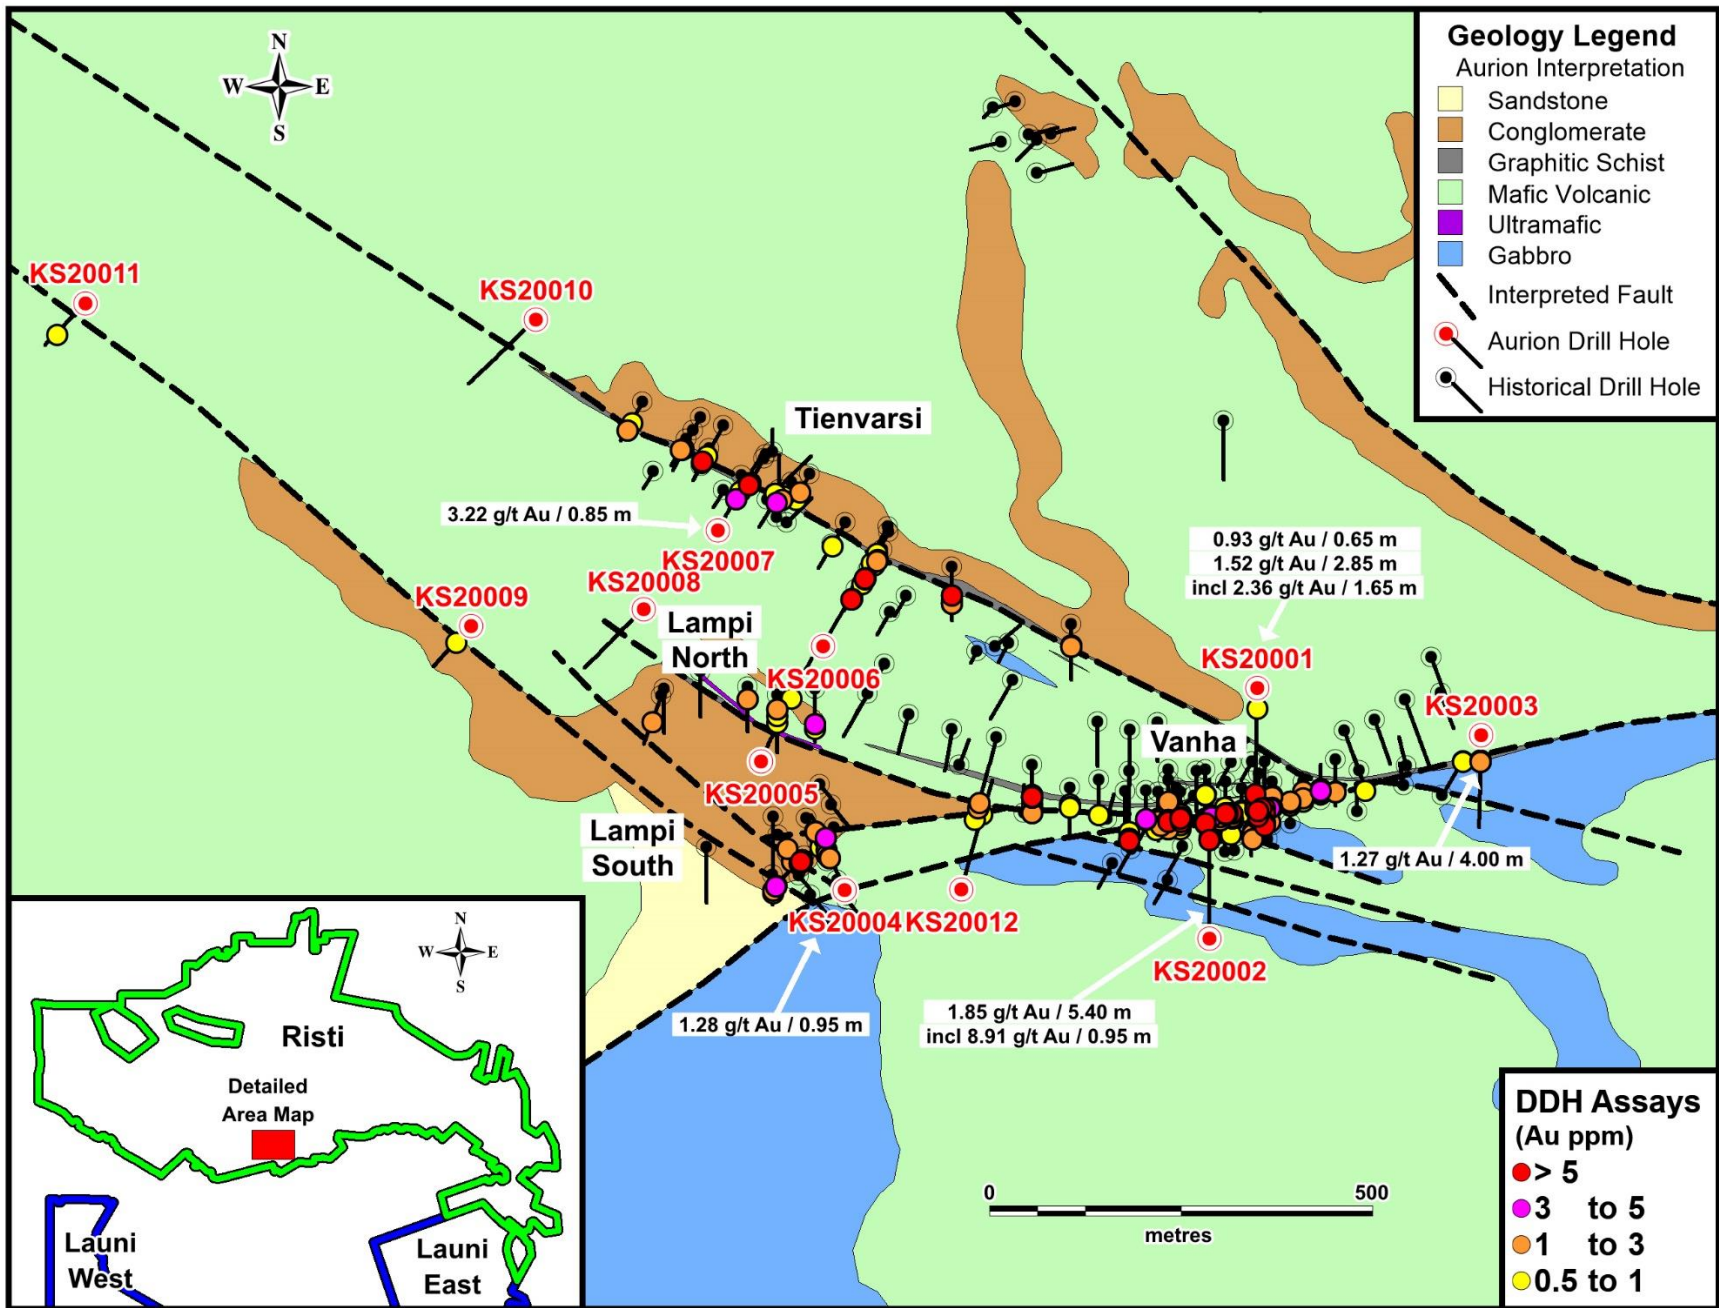 N
W E
S
Geology Legend
Aurion Interpretation
Sandstone
Conglomerate
Graphitic Schist
Mafic Volcanic
Ultramafic
Gabbro
Interpreted Fault
Aurion Drill Hole
Historical Drill Hole
KS20011
KS20010
Tienvarsi
3.22 g/t Au / 0.85 m
KS20007
KS20008
KS20009
Lampi
North
KS20006
0.93 g/t Au / 0.65 m
1.52 g/t Au / 2.85 m
incl 2.36 g/t Au / 1.65 m
KS20001
KS20003
Vanha
KS20005
Lampi
South
1.27 g/t Au / 4.00 m
KS20004
KS20012
KS20002
1.28 g/t Au / 0.95 m
1.85 g/t Au / 5.40 m
incl 8.91 g/t Au / 0.95 m
N
W E
S
Risti
Detailed
Area Map
Launi
West
Launi
East
0 500
metres
DDH Assays
(Au ppm)
> 5
3 to 5
1 to 3
0.5 to 1